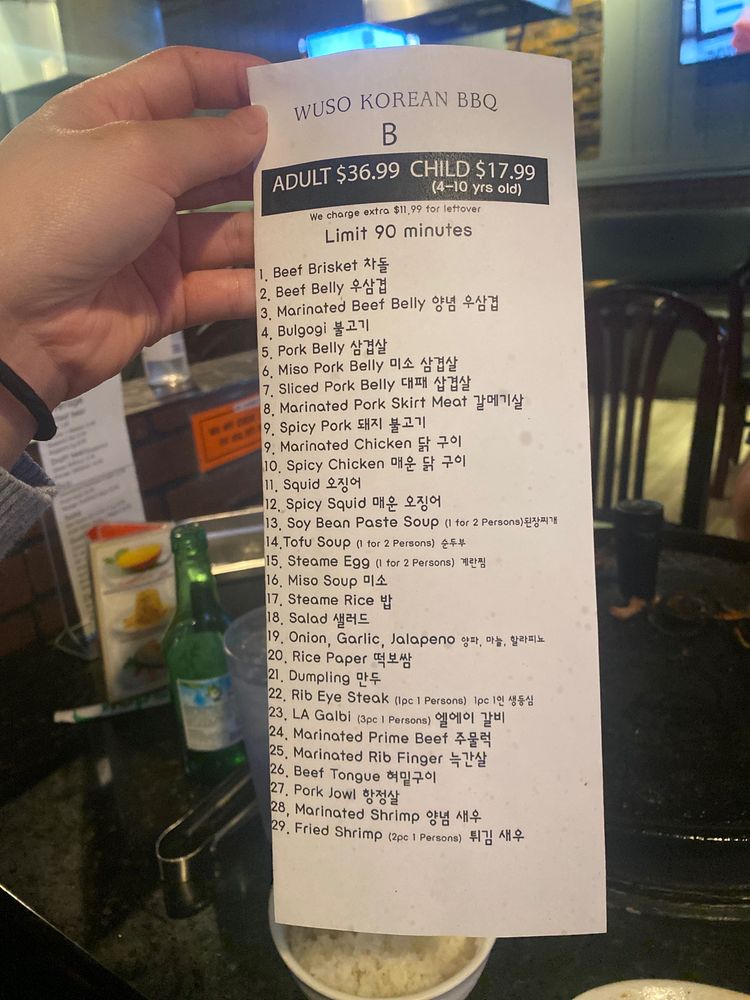 WUSO KOREAN BBQ
B
ADULT $36.99 CHILD $17.99
(4-10 yrs old)
We charge extra $11.99 for leftover
Limit 90 minutes
1. Beef Brisket 차돌
2. Beef Belly 우삼겹
3. Marinated Beef Belly 양념 우삼겹
4. Bulgogi 불고기
5. Pork Belly 삼겹살
6. Miso Pork Belly 미소 삼겹살
7. Sliced Pork Belly 대패 삽겹살
8. Marinated Pork Skirt Meat 갈메기살
9. Spicy Pork 돼지 불고기
9. Marinated Chicken 닭 구이
10. Spicy Chicken 매운 닭 구이
11. Squid 오징어
12. Spicy Squid 매운 오징어
13. Soy Bean Paste Soup (1 for 2 Persons)된장찌개
14.Tofu Soup (1 for 2 Persons) 순두부
15. Steame Egg (1 for 2 Persons) 계란찜
16. Miso Soup 미소
17. Steame Rice 밥
18. Salad 샐러드
19. Onion, Garlic, Jalapeno 양파, 마늘, 할라피노
20. Rice Paper 떡보쌈
21. Dumpling 만두
22. Rib Eye Steak (1pc 1 Persons) 1pc 1인 생등심
23. LA Galbi (3pc 1 Persons) 엘에이 갈비
24. Marinated Prime Beef 주물럭
25. Marinated Rib Finger 늑간살
26. Beef Tongue 혀밑구이
27. Pork Jowl 항정살
28, Marinated Shrimp 양념 새우
29. Fried Shrimp (2pc 1 Persons) 튀김 새우